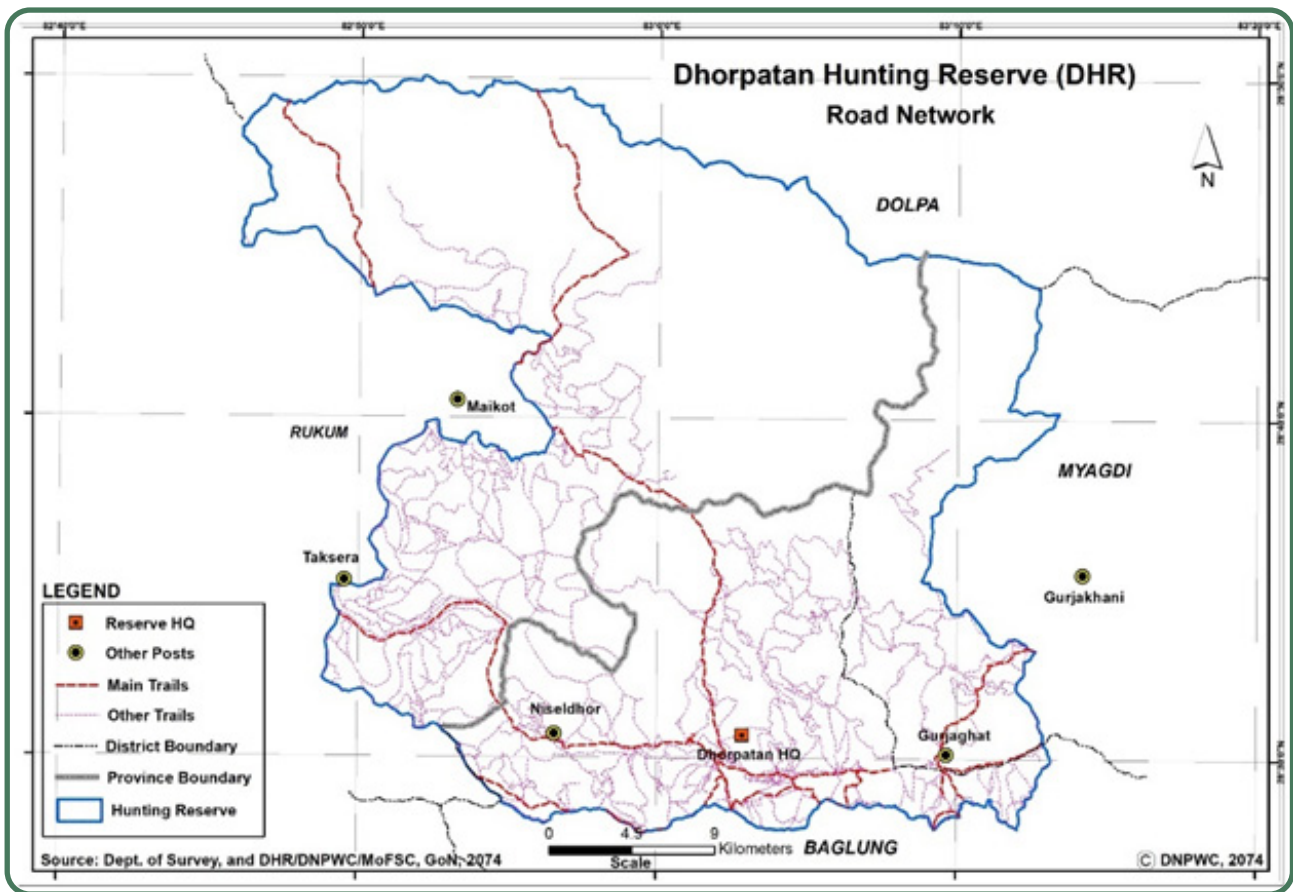 Dhorpatan Hunting Reserve (DHR)
Road Network
N
DOLPA
Maikot
RUKUM
MYAGDI
Taksera
Gurjakhani
LEGEND
Reserve HQ
Other Posts
Main Trails
Other Trails
District Boundary
Province Boundary
Hunting Reserve
Niseldhor
Dhorpatan HQ
Gurjaghat
0 4.5 9
Kilometers
Scale
BAGLUNG
Source: Dept. of Survey, and DHR/DNPWC/MoFSC, GoN, 2074
© DNPWC, 2074